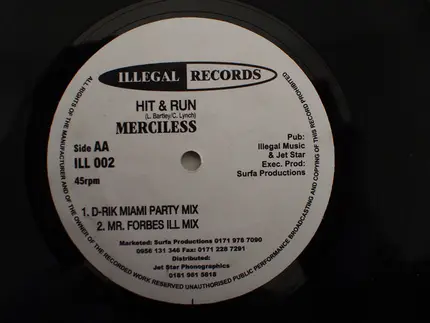 ILLEGAL RECORDS
HIT & RUN
(L. Bartley/C. Lynch)
MERCILESS
Side AA
ILL 002
45rpm
Pub:
Illegal Music
& Jet Star
Exec. Prod:
Surfa Productions
1. D-RIK MIAMI PARTY MIX
2. MR. FORBES ILL MIX
Marketed: Surfa Productions 0171 978 7090
0956 131 346 Fax: 0171 228 7291
Distributed:
Jet Star Phonographics
0181 961 5818
ALL RIGHTS OF THE MANUFACTURER AND OF THE OWNER OF THE RECORDED WORK RESERVED UNAUTHORISED PUBLIC PERFORMANCE BROADCASTING AND COPYING OF THIS RECORD PROHIBITED